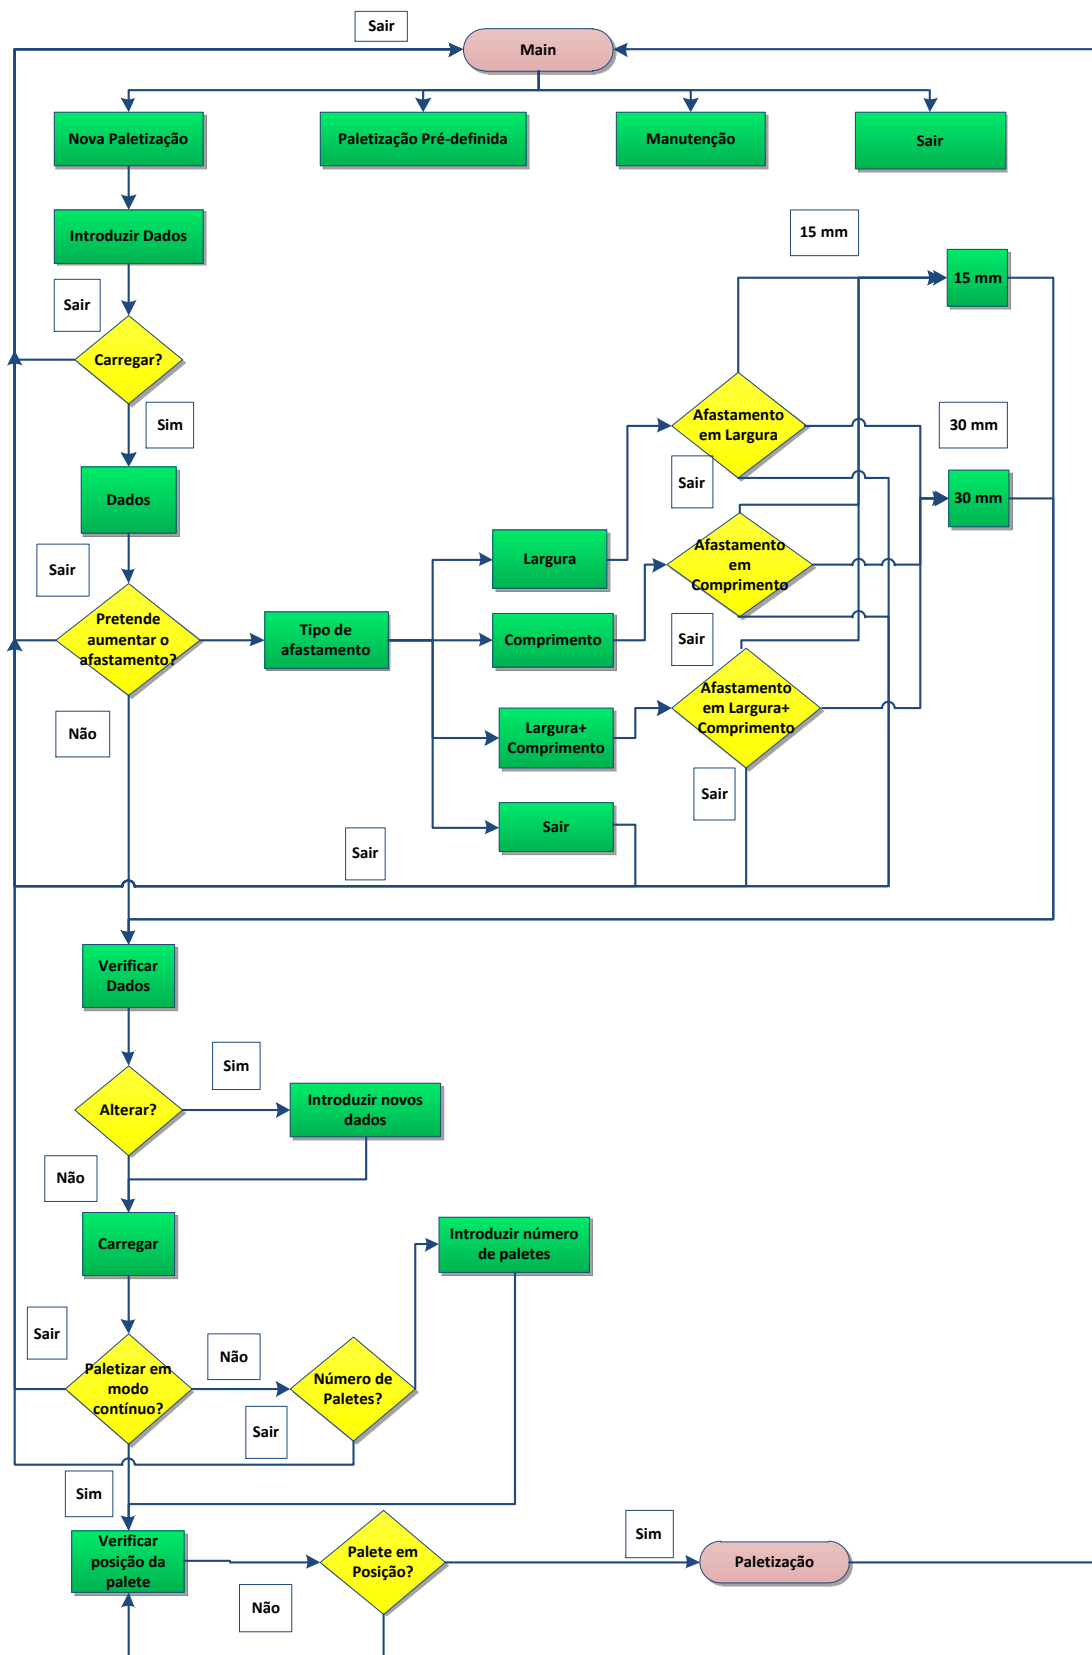 Sair
Main
Nova Paletização
Paletização Pré-definida
Manutenção
Sair
Introduzir Dados
15 mm
15 mm
Sair
Carregar?
Sim
Afastamento
em Largura
30 mm
Sair
Dados
30 mm
Sair
Largura
Afastamento
em
Comprimento
Pretende
aumentar o
afastamento?
Tipo de
afastamento
Comprimento
Sair
Não
Largura+
Comprimento
Afastamento
em Largura+
Comprimento
Sair
Sair
Sair
Verificar
Dados
Sim
Alterar?
Introduzir novos
dados
Não
Carregar
Introduzir número
de paletes
Sair
Não
Paletizar em
modo
contínuo?
Número de
Paletes?
Sair
Sim
Verificar
posição da
palete
Palete em
Posição?
Sim
Paletização
Não